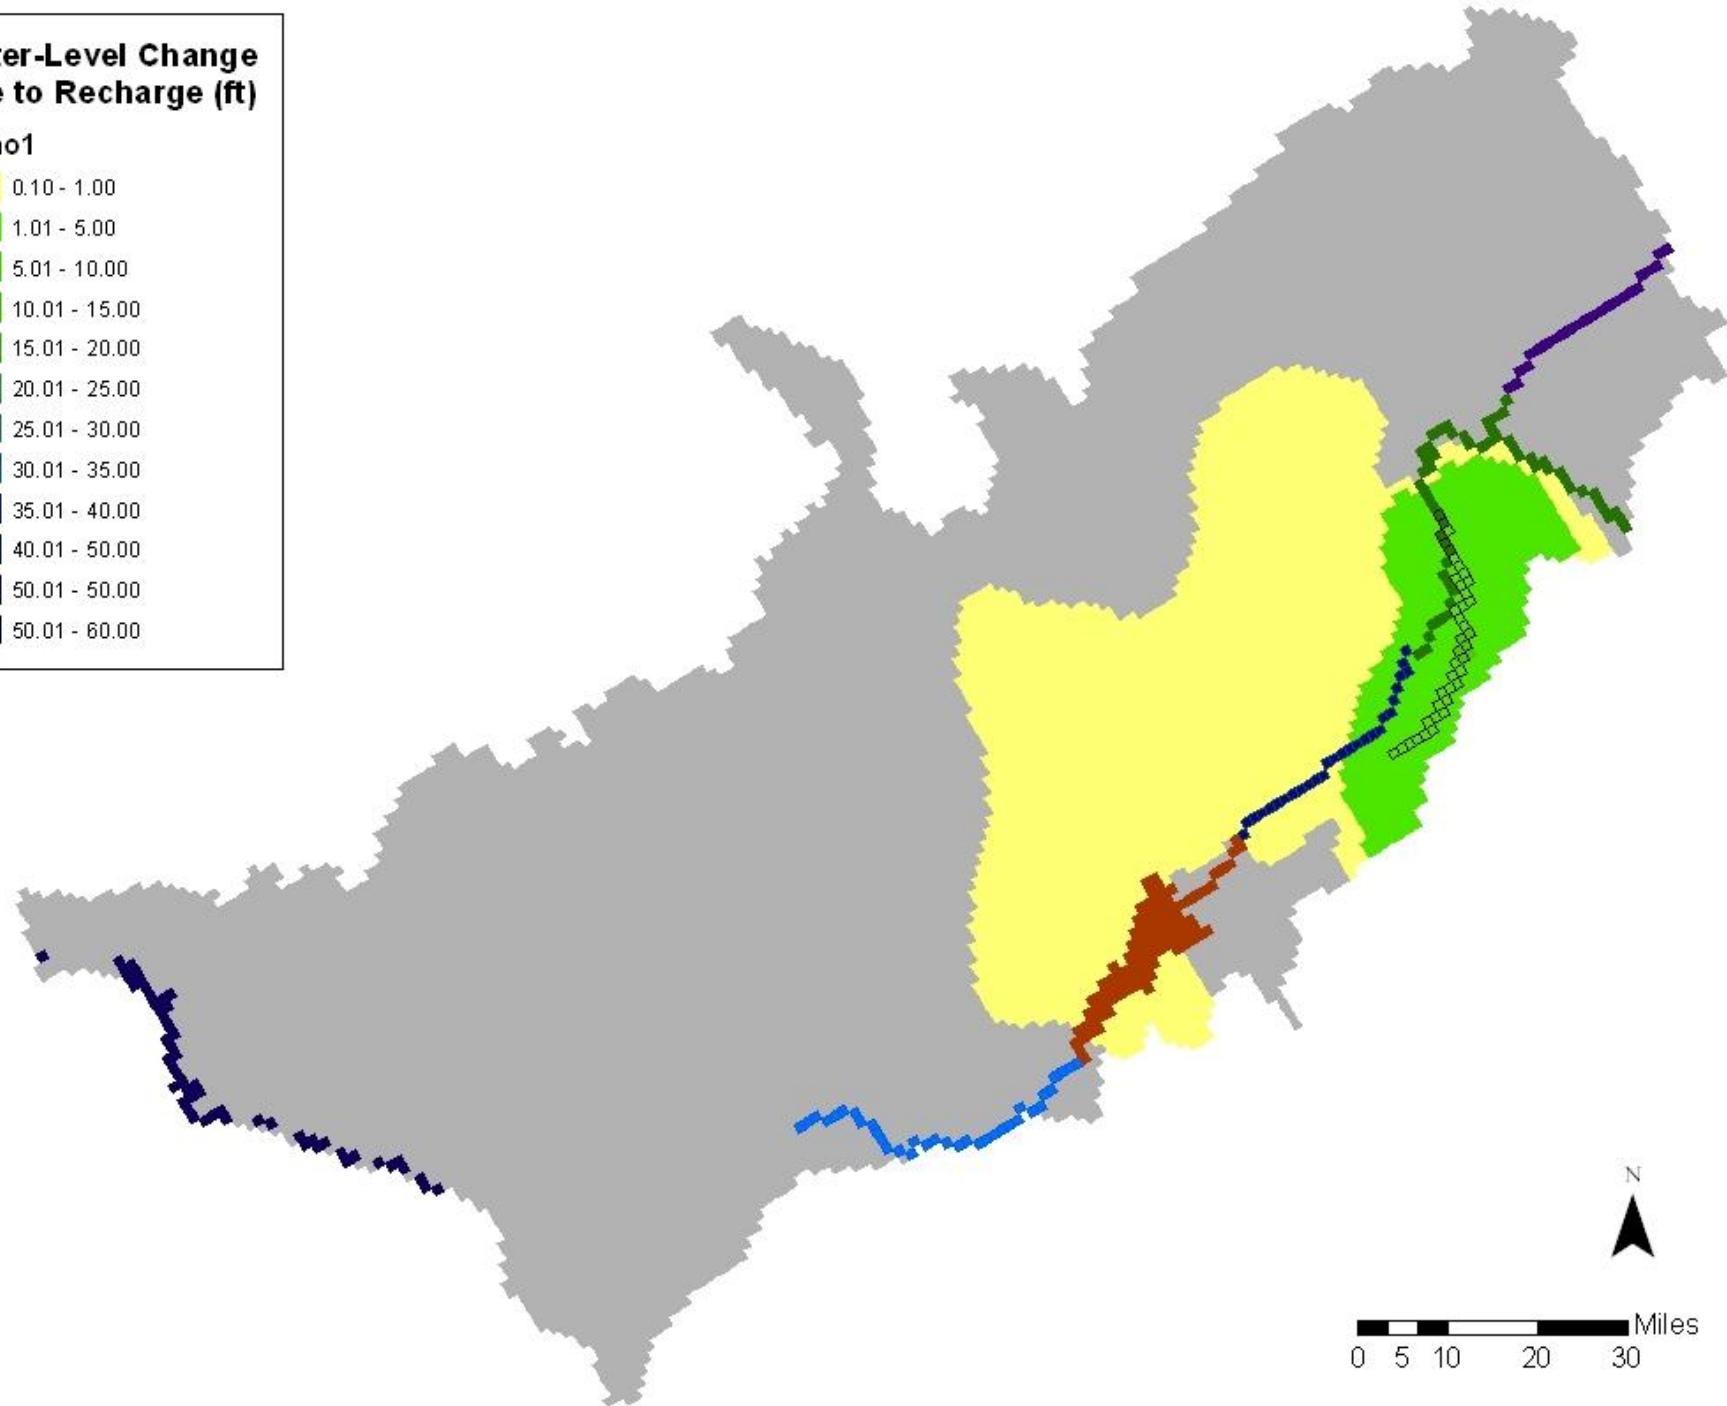 ter-Level Change
e to Recharge (ft)
no1
0.10 - 1.00
1.01 - 5.00
5.01 - 10.00
10.01 - 15.00
15.01 - 20.00
20.01 - 25.00
25.01 - 30.00
30.01 - 35.00
35.01 - 40.00
40.01 - 50.00
50.01 - 50.00
50.01 - 60.00
N
Miles
0 5 10 20 30